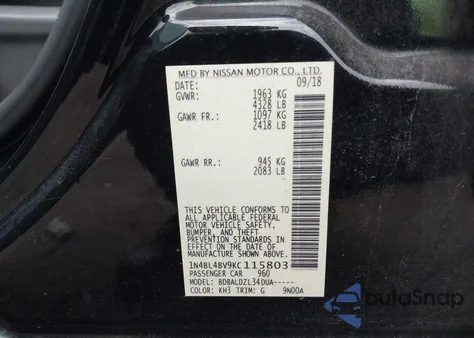 MFD BY NISSAN MOTOR CO., LTD.
DATE: 09/18
GVWR: 1963 KG
4328 LB
GAWR FR.: 1097 KG
2418 LB
GAWR RR.: 945 KG
2083 LB
THIS VEHICLE CONFORMS TO
ALL APPLICABLE FEDERAL
MOTOR VEHICLE SAFETY,
BUMPER, AND THEFT
PREVENTION STANDARDS IN
EFFECT ON THE DATE OF
MANUFACTURE SHOWN ABOVE.
1N4BL4BV9KC115803
PASSENGER CAR 960
MODEL: BDBALDZL34DUA-----
COLOR: KH3 TRIM: G 9N00A
autoSnap